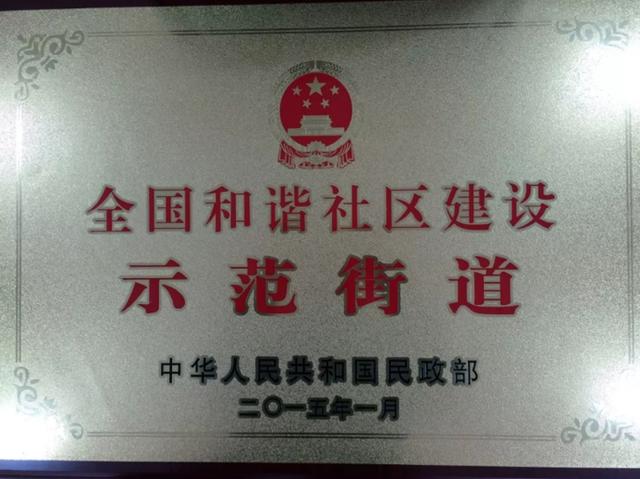 全国和谐社区建设
示范街道
中华人民共和国民政部
二〇一五年一月